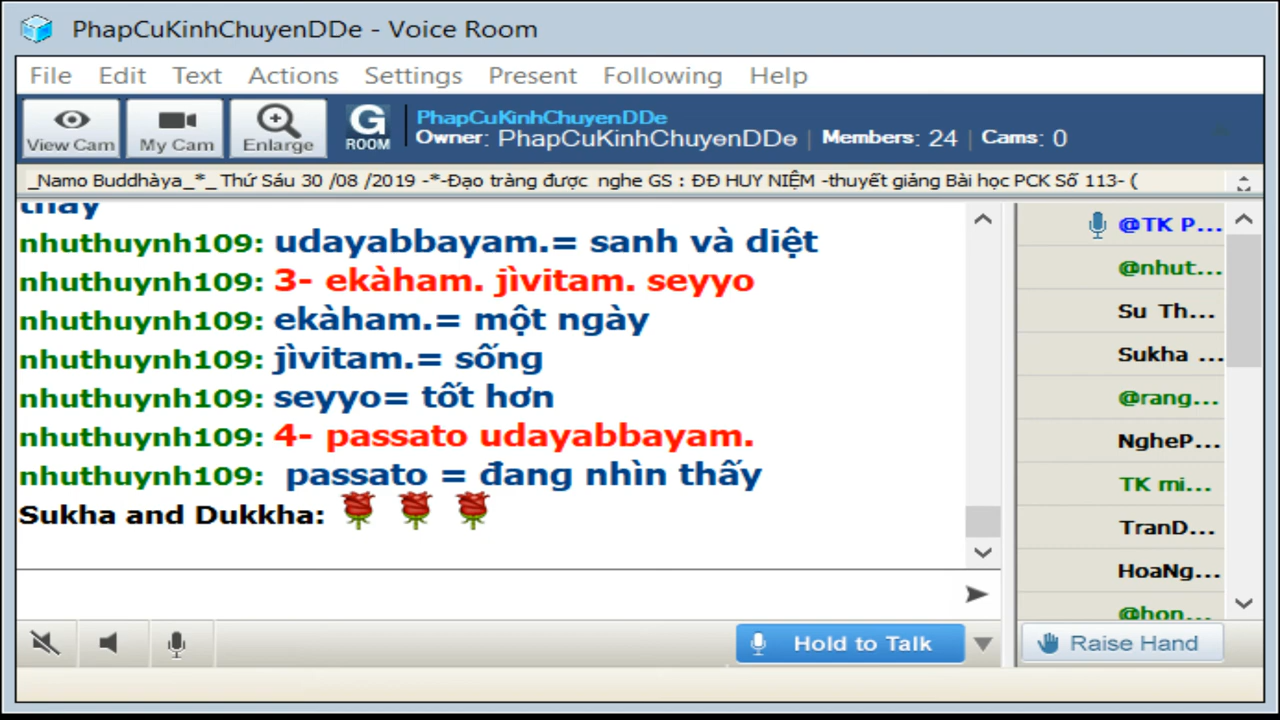 PhapCuKinhChuyenDDe - Voice Room
File Edit Text Actions Settings Present Following Help
View Cam My Cam Enlarge G ROOM
PhapCuKinhChuyenDDe
Owner: PhapCuKinhChuyenDDe | Members: 24 | Cams: 0
_Namo Buddhàya_*_ Thứ Sáu 30 /08 /2019 -*-Đạo tràng được nghe GS : ĐĐ HUY NIỆM -thuyết giảng Bài học PCK Số 113- (
thấy
nhuthuynh109: udayabbayam.= sanh và diệt
nhuthuynh109: 3- ekàham. jìvitam. seyyo
nhuthuynh109: ekàham.= một ngày
nhuthuynh109: jìvitam.= sống
nhuthuynh109: seyyo= tốt hơn
nhuthuynh109: 4- passato udayabbayam.
nhuthuynh109: passato = đang nhìn thấy
Sukha and Dukkha:
@TK P...
@nhut...
Su Th...
Sukha ...
@rang...
NgheP...
TK mi...
TranD...
HoaNg...
@hon...
Hold to Talk
Raise Hand